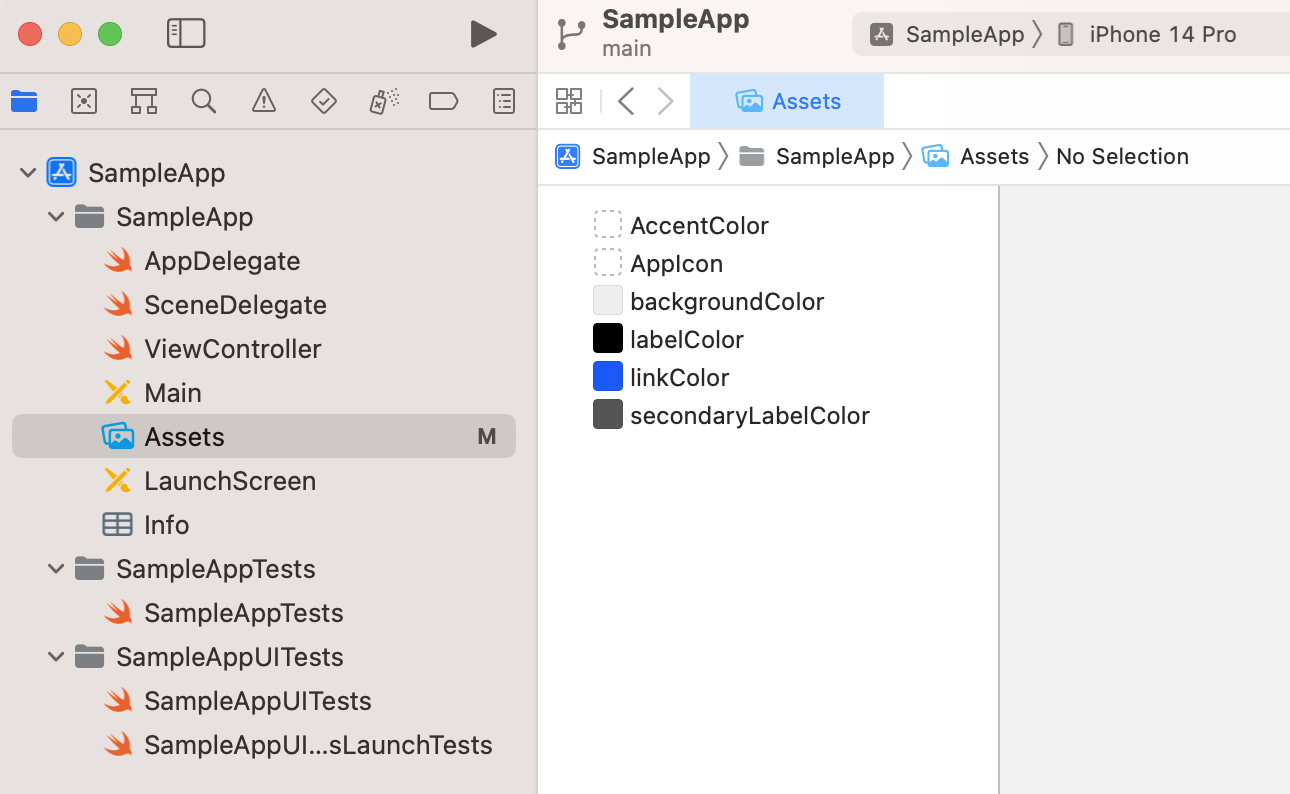 SampleApp
main
SampleApp iPhone 14 Pro
Assets
SampleApp SampleApp Assets No Selection
SampleApp
SampleApp
AppDelegate
SceneDelegate
ViewController
Main
Assets M
LaunchScreen
Info
SampleAppTests
SampleAppTests
SampleAppUITests
SampleAppUITests
SampleAppUI...sLaunchTests
AccentColor
AppIcon
backgroundColor
labelColor
linkColor
secondaryLabelColor